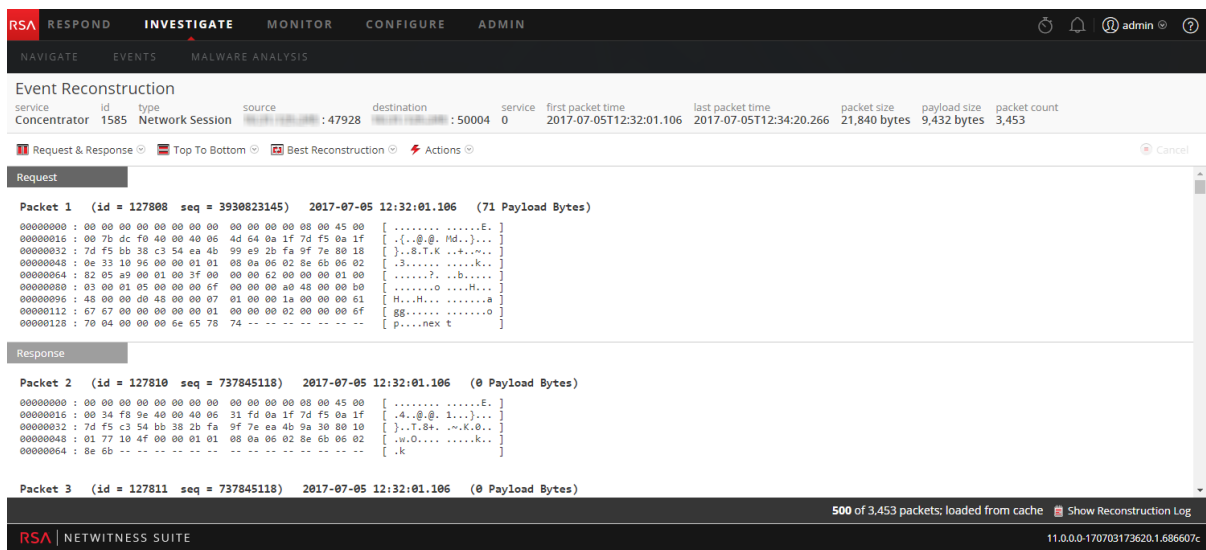 RSA RESPOND INVESTIGATE MONITOR CONFIGURE ADMIN admin ?
NAVIGATE EVENTS MALWARE ANALYSIS
Event Reconstruction
service id type source destination service first packet time last packet time packet size payload size packet count
Concentrator 1585 Network Session : 47928 : 50004 0 2017-07-05T12:32:01.106 2017-07-05T12:34:20.266 21,840 bytes 9,432 bytes 3,453
Request & Response Top To Bottom Best Reconstruction Actions Cancel
Request
Packet 1 (id = 127808 seq = 3930823145) 2017-07-05 12:32:01.106 (71 Payload Bytes)
00000000 : 00 00 00 00 00 00 00 00 00 00 00 00 08 00 45 00 [ ........ ......E. ]
00000016 : 00 7b dc f0 40 00 40 06 4d 64 0a 1f 7d f5 0a 1f [ .{..@.@. Md..}... ]
00000032 : 7d f5 bb 38 c3 54 ea 4b 99 e9 2b fa 9f 7e 80 18 [ }..8.T.K ..+..~.. ]
00000048 : 0e 33 10 96 00 00 01 01 08 0a 06 02 8e 6b 06 02 [ .3...... .....k.. ]
00000064 : 82 05 a9 00 01 00 3f 00 00 00 62 00 00 00 01 00 [ ......?. ..b..... ]
00000080 : 03 00 01 05 00 00 00 6f 00 00 00 a0 48 00 00 b0 [ .......o ....H... ]
00000096 : 48 00 00 d0 48 00 00 07 01 00 00 1a 00 00 00 61 [ H...H... .......a ]
00000112 : 67 67 00 00 00 00 00 01 00 00 00 02 00 00 00 6f [ gg...... .......o ]
00000128 : 70 04 00 00 00 6e 65 78 74 -- -- -- -- -- -- -- [ p....nex t ]
Response
Packet 2 (id = 127810 seq = 737845118) 2017-07-05 12:32:01.106 (0 Payload Bytes)
00000000 : 00 00 00 00 00 00 00 00 00 00 00 00 08 00 45 00 [ ........ ......E. ]
00000016 : 00 34 f8 9e 40 00 40 06 31 fd 0a 1f 7d f5 0a 1f [ .4..@.@. 1...}... ]
00000032 : 7d f5 c3 54 bb 38 2b fa 9f 7e ea 4b 9a 30 80 10 [ }..T.8+. .~.K.0.. ]
00000048 : 01 77 10 4f 00 00 01 01 08 0a 06 02 8e 6b 06 02 [ .w.O.... .....k.. ]
00000064 : 8e 6b -- -- -- -- -- -- -- -- -- -- -- -- -- -- [ .k ]
Packet 3 (id = 127811 seq = 737845118) 2017-07-05 12:32:01.106 (0 Payload Bytes)
500 of 3,453 packets; loaded from cache Show Reconstruction Log
RSA | NETWITNESS SUITE 11.0.0.0-170703173620.1.686607c